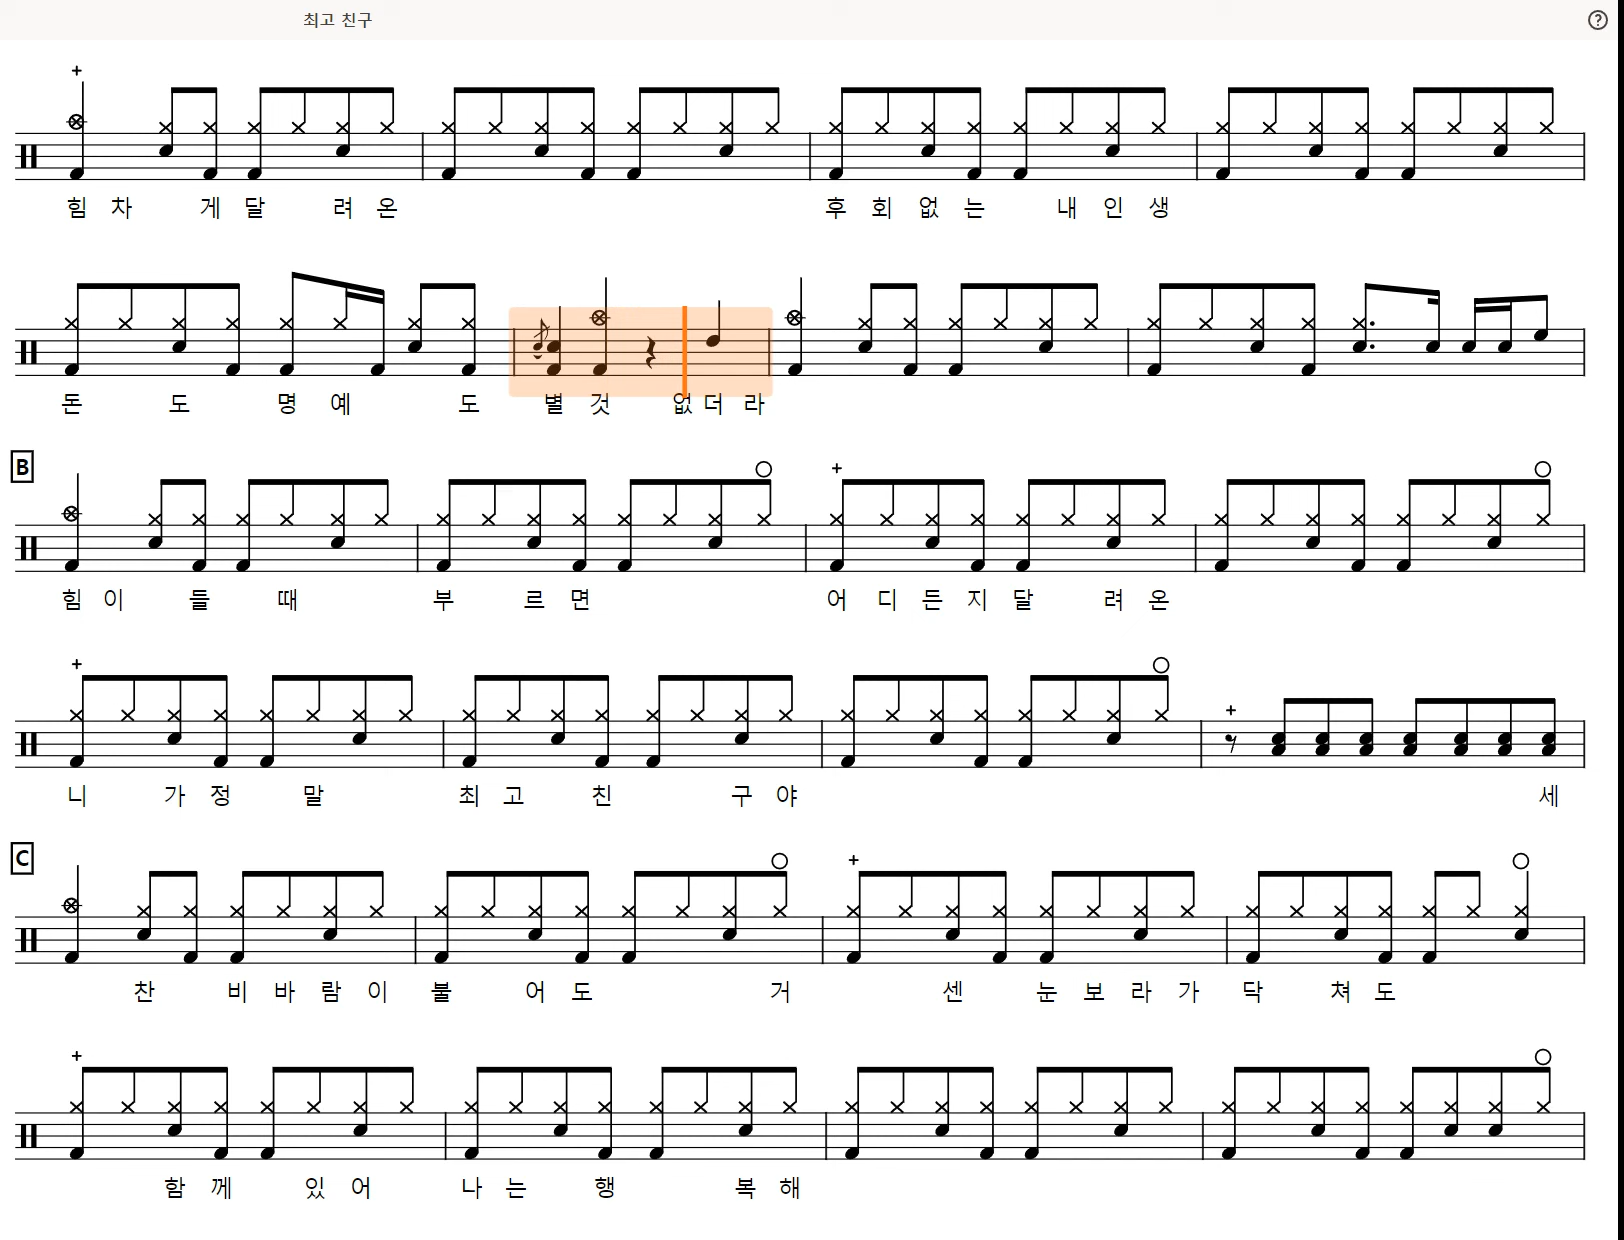 최고 친구
힘 차 게 달 려 온 후 회 없 는 내 인 생
돈 도 명 예 도 별 것 없 더 라
B
힘 이 들 때 부 르 면 어 디 든 지 달 려 온
니 가 정 말 최 고 친 구 야 세
C
찬 비 바 람 이 불 어 도 거 센 눈 보 라 가 닥 쳐 도
함 께 있 어 나 는 행 복 해